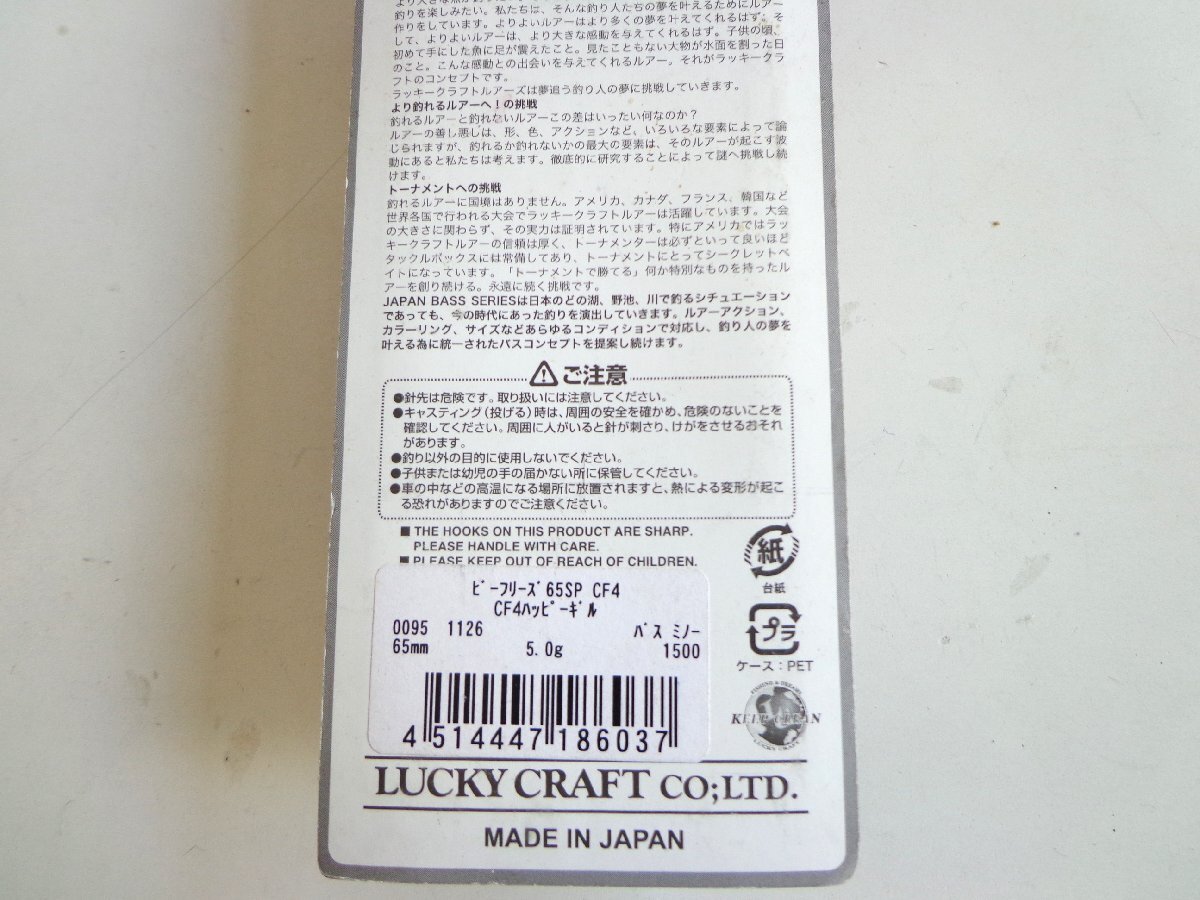 釣りを楽しみたい。私たちは、そんな釣り人たちの夢を叶えるためにルアー
作りをしています。よりよいルアーはより多くの夢を叶えてくれるはず。そ
して、よりよいルアーは、より大きな感動を与えてくれるはず。子供の頃、
初めて手にした魚に足が震えたこと。見たこともない大物が水面を割った日
のこと。こんな感動との出会いを与えてくれるルアー。それがラッキークラ
フトのコンセプトです。
ラッキークラフトルアーズは夢追う釣り人の夢に挑戦していきます。
より釣れるルアーへ!の挑戦
釣れるルアーと釣れないルアーこの差はいったい何なのか?
ルアーの善し悪しは、形、色、アクションなど、いろいろな要素によって論
じられますが、釣れるか釣れないかの最大の要素は、そのルアーが起こす波
動にあると私たちは考えます。徹底的に研究することによって謎へ挑戦し続
けます。
トーナメントへの挑戦
釣れるルアーに国境はありません。アメリカ、カナダ、フランス、韓国など
世界各国で行われる大会でラッキークラフトルアーは活躍しています。大会
の大きさに関わらず、その実力は証明されています。特にアメリカではラッ
キークラフトルアーの信頼は厚く、トーナメンターは必ずといって良いほど
タックルボックスには常備してあり、トーナメントにとってシークレットベ
イトになっています。「トーナメントで勝てる」何か特別なものを持ったル
アーを創り続ける。永遠に続く挑戦です。
JAPAN BASS SERIESは日本のどの湖、野池、川で釣るシチュエーション
であっても、今の時代にあった釣りを演出していきます。ルアーアクション、
カラーリング、サイズなどあらゆるコンディションで対応し、釣り人の夢を
叶える為に統一されたバスコンセプトを提案し続けます。
ご注意
●針先は危険です。取り扱いには注意してください。
●キャスティング(投げる)時は、周囲の安全を確かめ、危険のないことを
確認してください。周囲に人がいると針が刺さり、けがをさせるおそれ
があります。
●釣り以外の目的に使用しないでください。
●子供または幼児の手の届かない所に保管してください。
●車の中などの高温になる場所に放置されますと、熱による変形が起こ
る恐れがありますのでご注意ください。
■ THE HOOKS ON THIS PRODUCT ARE SHARP.
PLEASE HANDLE WITH CARE.
■ PLEASE KEEP OUT OF REACH OF CHILDREN.
紙
台紙
プラ
ケース:PET
FISHING & DREAMS
KEEP CLEAN
LUCKY CRAFT
ﾋﾞｰﾌﾘｰｽﾞ65SP CF4
CF4ﾊｯﾋﾟｰｷﾞﾙ
0095 1126 ﾊﾞｽ ﾐﾉｰ
65mm 5.0g 1500
4 514447 186037
LUCKY CRAFT CO;LTD.
MADE IN JAPAN